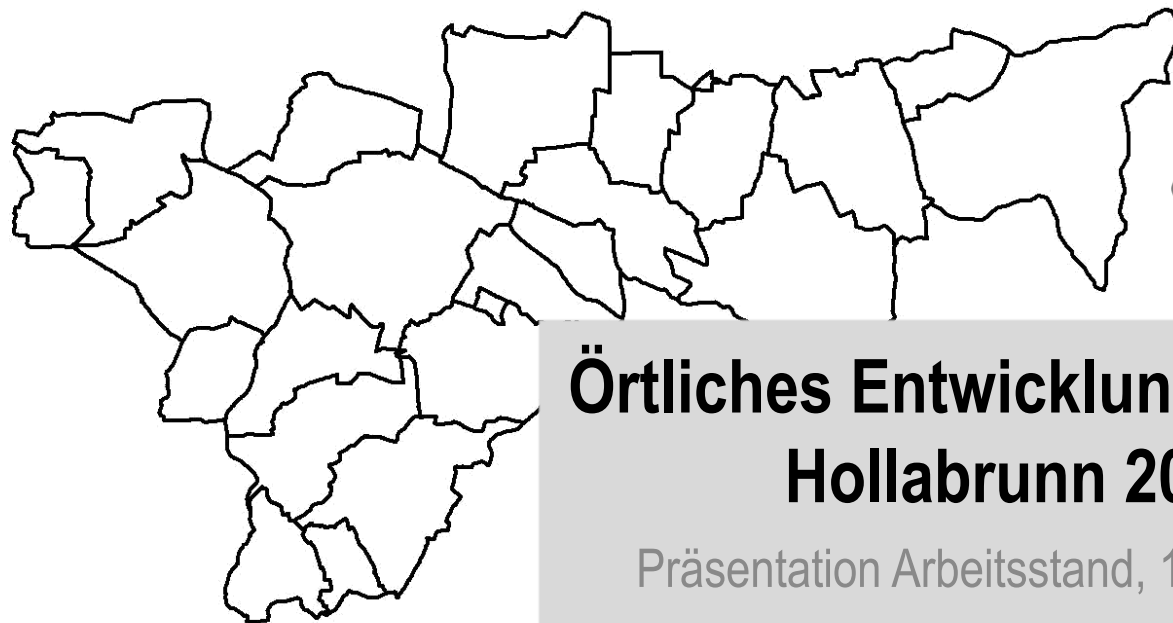 Örtliches Entwicklun
Hollabrunn 20
Präsentation Arbeitsstand, 1